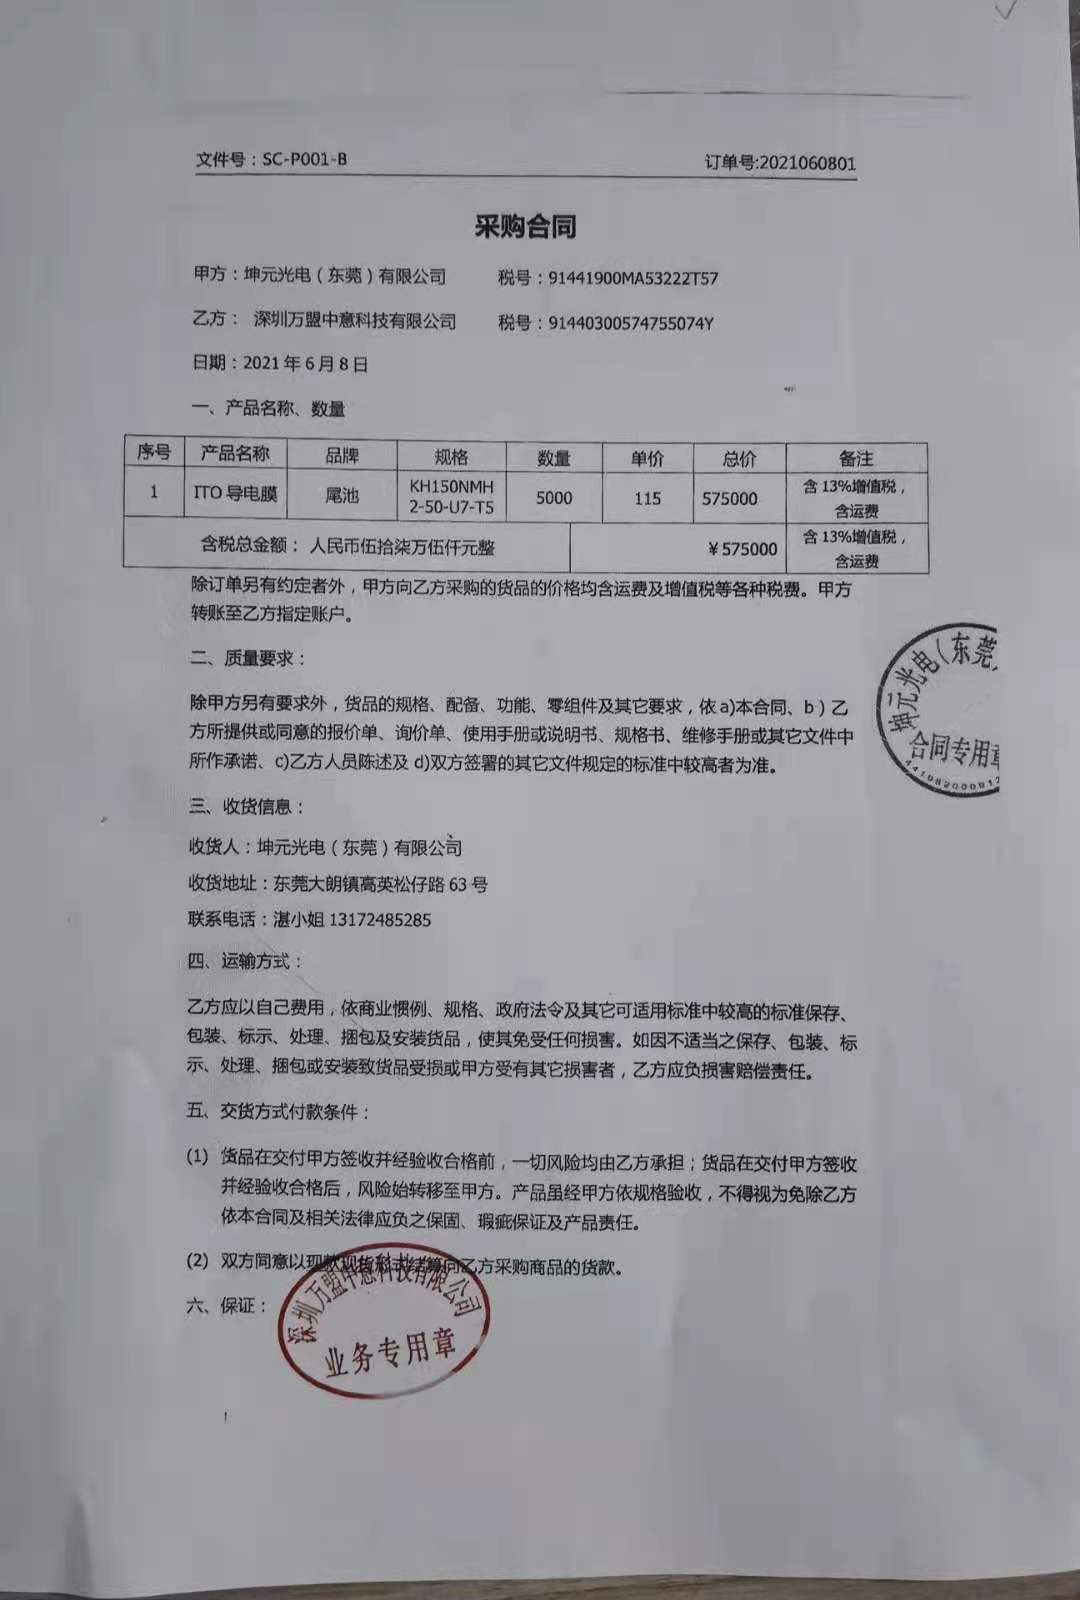 文件号：SC-P001-B 订单号:2021060801
采购合同
甲方：坤元光电（东莞）有限公司 税号：91441900MA53222T57
乙方： 深圳万盟中意科技有限公司 税号：91440300574755074Y
日期：2021 年 6 月 8 日
一、产品名称、数量
序号 产品名称 品牌 规格 数量 单价 总价 备注
1 ITO 导电膜 尾池 KH150NMH 2-50-U7-T5 5000 115 575000 含 13%增值税，含运费
含税总金额： 人民币伍拾柒万伍仟元整 ￥575000 含 13%增值税，含运费
除订单另有约定者外，甲方向乙方采购的货品的价格均含运费及增值税等各种税费。甲方
转账至乙方指定账户。
二、质量要求：
除甲方另有要求外，货品的规格、配备、功能、零组件及其它要求，依 a)本合同、b）乙
方所提供或同意的报价单、询价单、使用手册或说明书、规格书、维修手册或其它文件中
所作承诺、c)乙方人员陈述及 d)双方签署的其它文件规定的标准中较高者为准。
坤元光电（东莞）
合同专用章
三、收货信息：
收货人：坤元光电（东莞）有限公司
收货地址：东莞大朗镇高英松仔路 63 号
联系电话：湛小姐 13172485285
四、运输方式：
乙方应以自己费用，依商业惯例、规格、政府法令及其它可适用标准中较高的标准保存、
包装、标示、处理、捆包及安装货品，使其免受任何损害。如因不适当之保存、包装、标
示、处理、捆包或安装致货品受损或甲方受有其它损害者，乙方应负损害赔偿责任。
五、交货方式付款条件：
(1) 货品在交付甲方签收并经验收合格前，一切风险均由乙方承担；货品在交付甲方签收
并经验收合格后，风险始转移至甲方。产品虽经甲方依规格验收，不得视为免除乙方
依本合同及相关法律应负之保固、瑕疵保证及产品责任。
(2) 双方同意以现款现货形式结算向乙方采购商品的货款。
六、保证：
深圳万盟中意科技有限公司
业务专用章